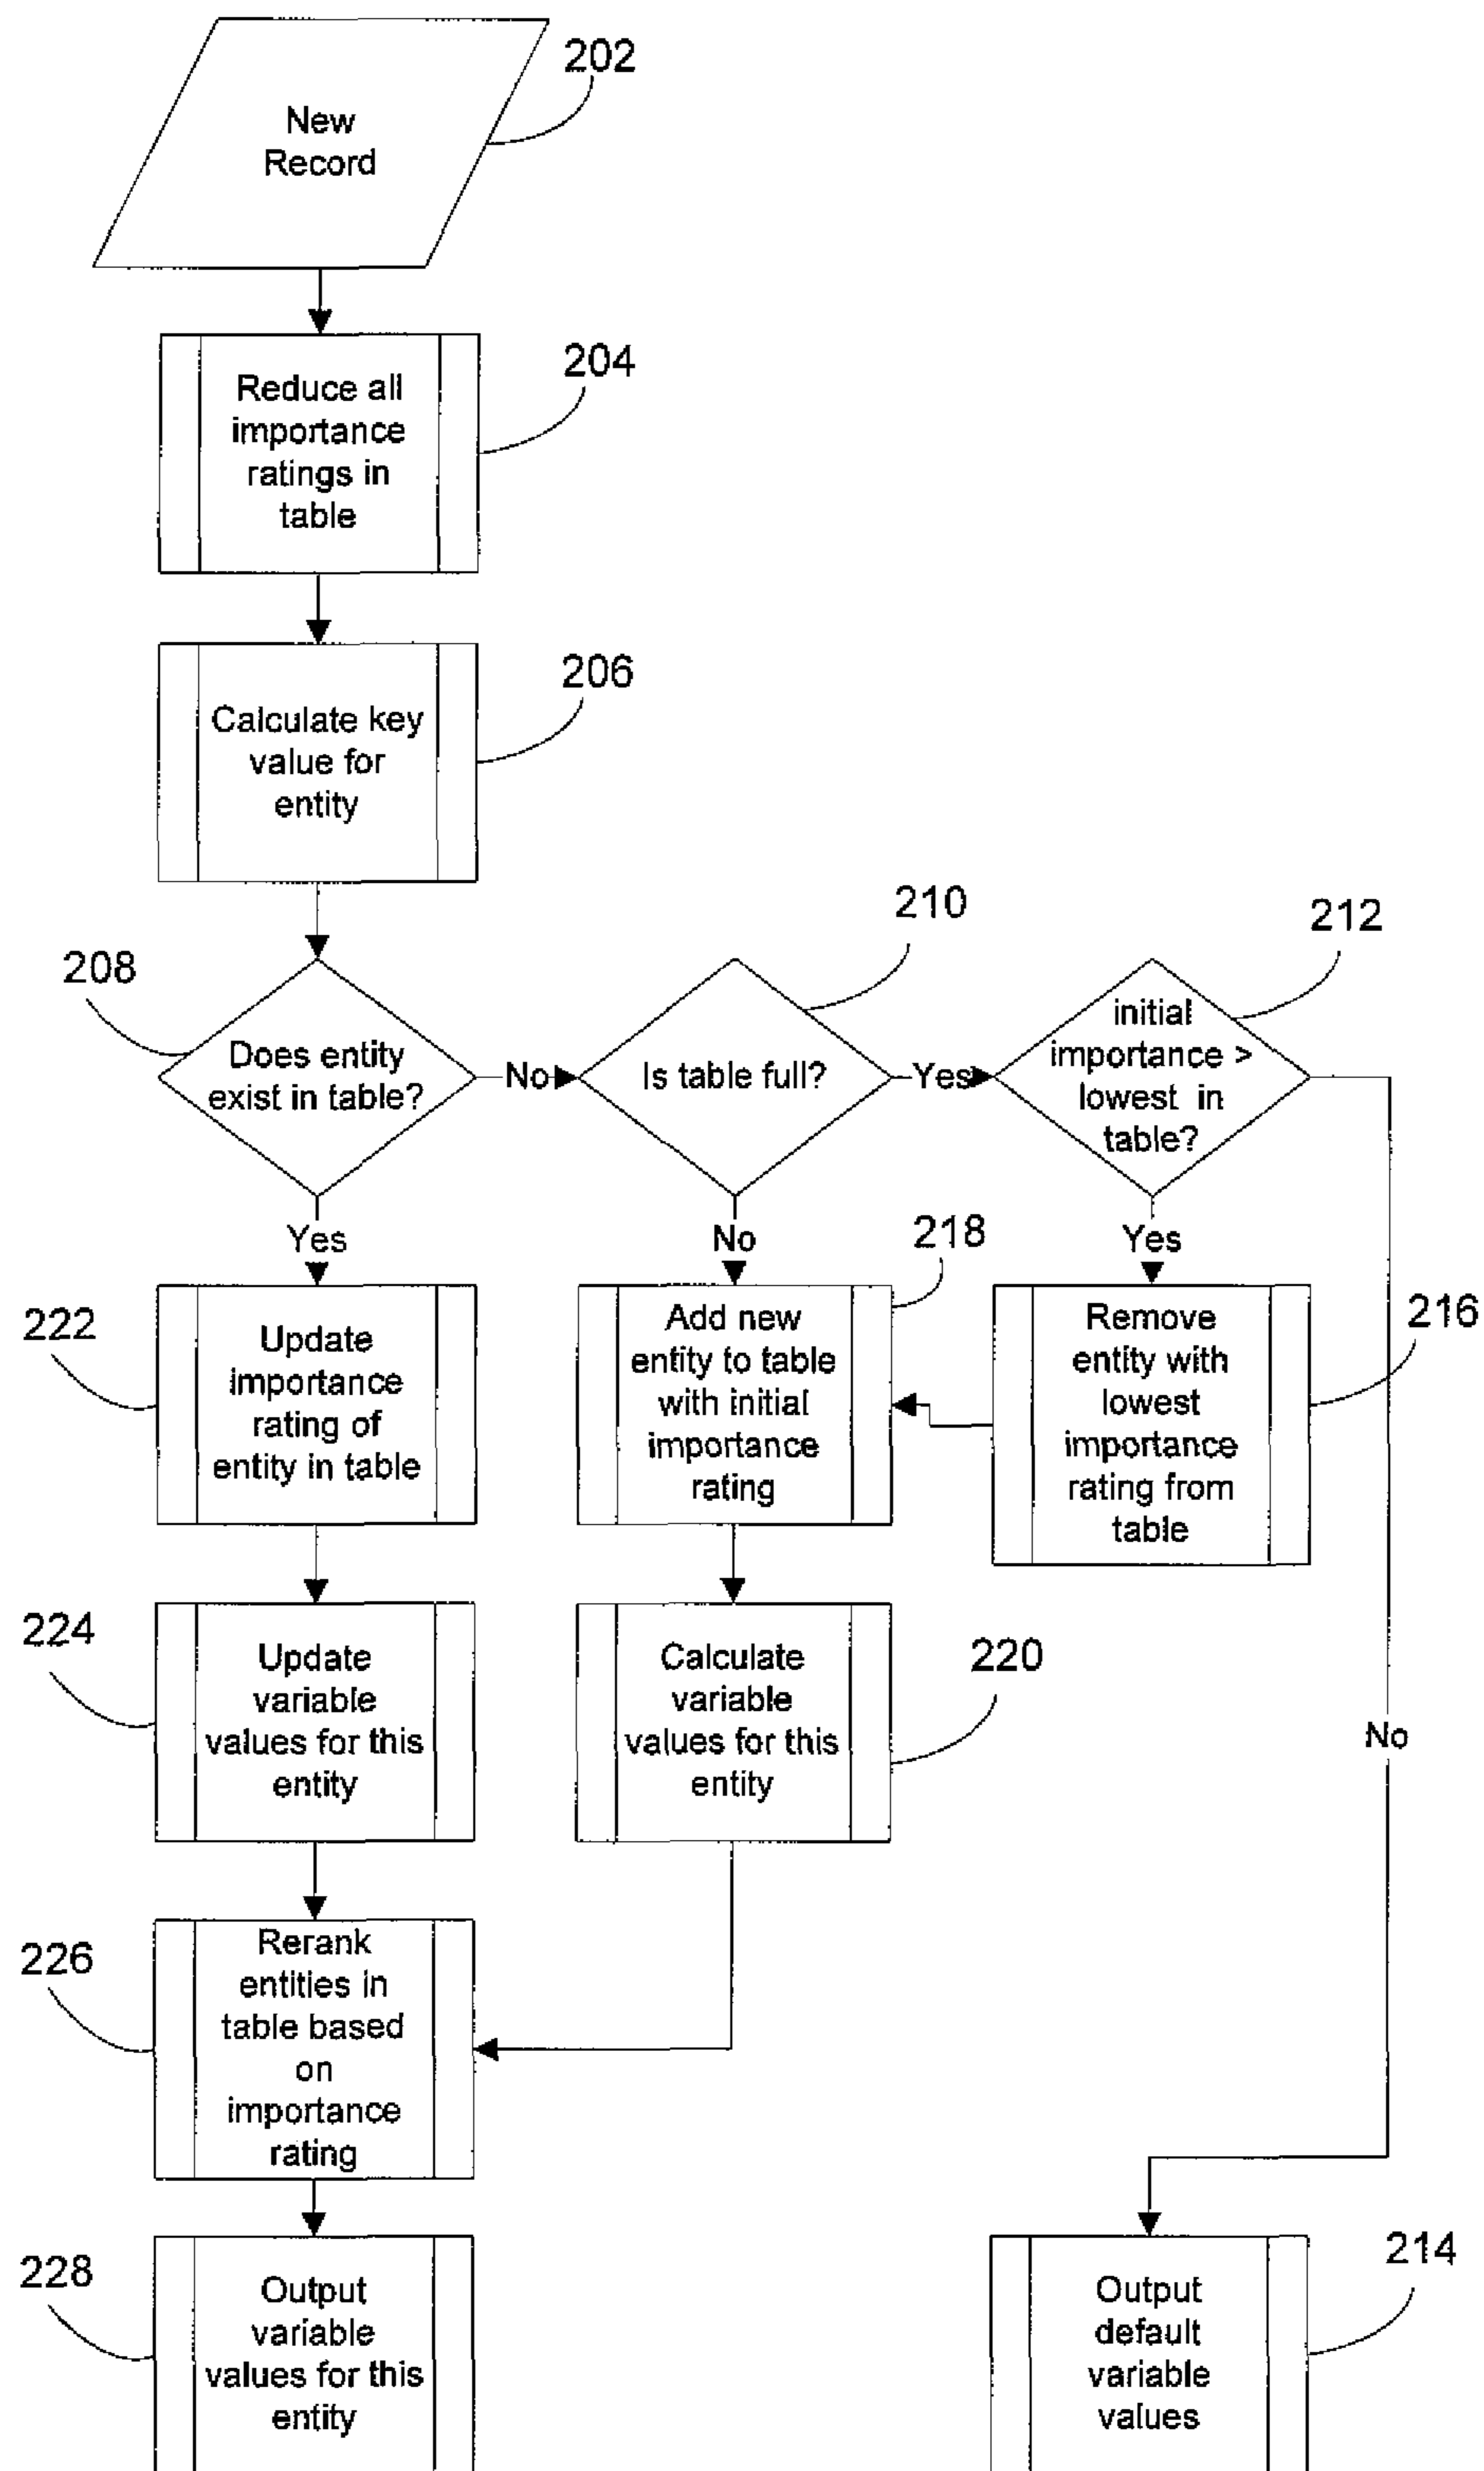 202
New
Record
204
Reduce all
importance
ratings in
table
206
Calculate key
value for
entity
208
Does entity
exist in table?
No
210
Is table full?
Yes
212
initial
importance >
lowest in
table?
Yes
No
Yes
222
Update
importance
rating of
entity in table
218
Add new
entity to table
with initial
importance
rating
216
Remove
entity with
lowest
importance
rating from
table
224
Update
variable
values for this
entity
220
Calculate
variable
values for this
entity
No
226
Rerank
entities in
table based
on
importance
rating
228
Output
variable
values for this
entity
214
Output
default
variable
values